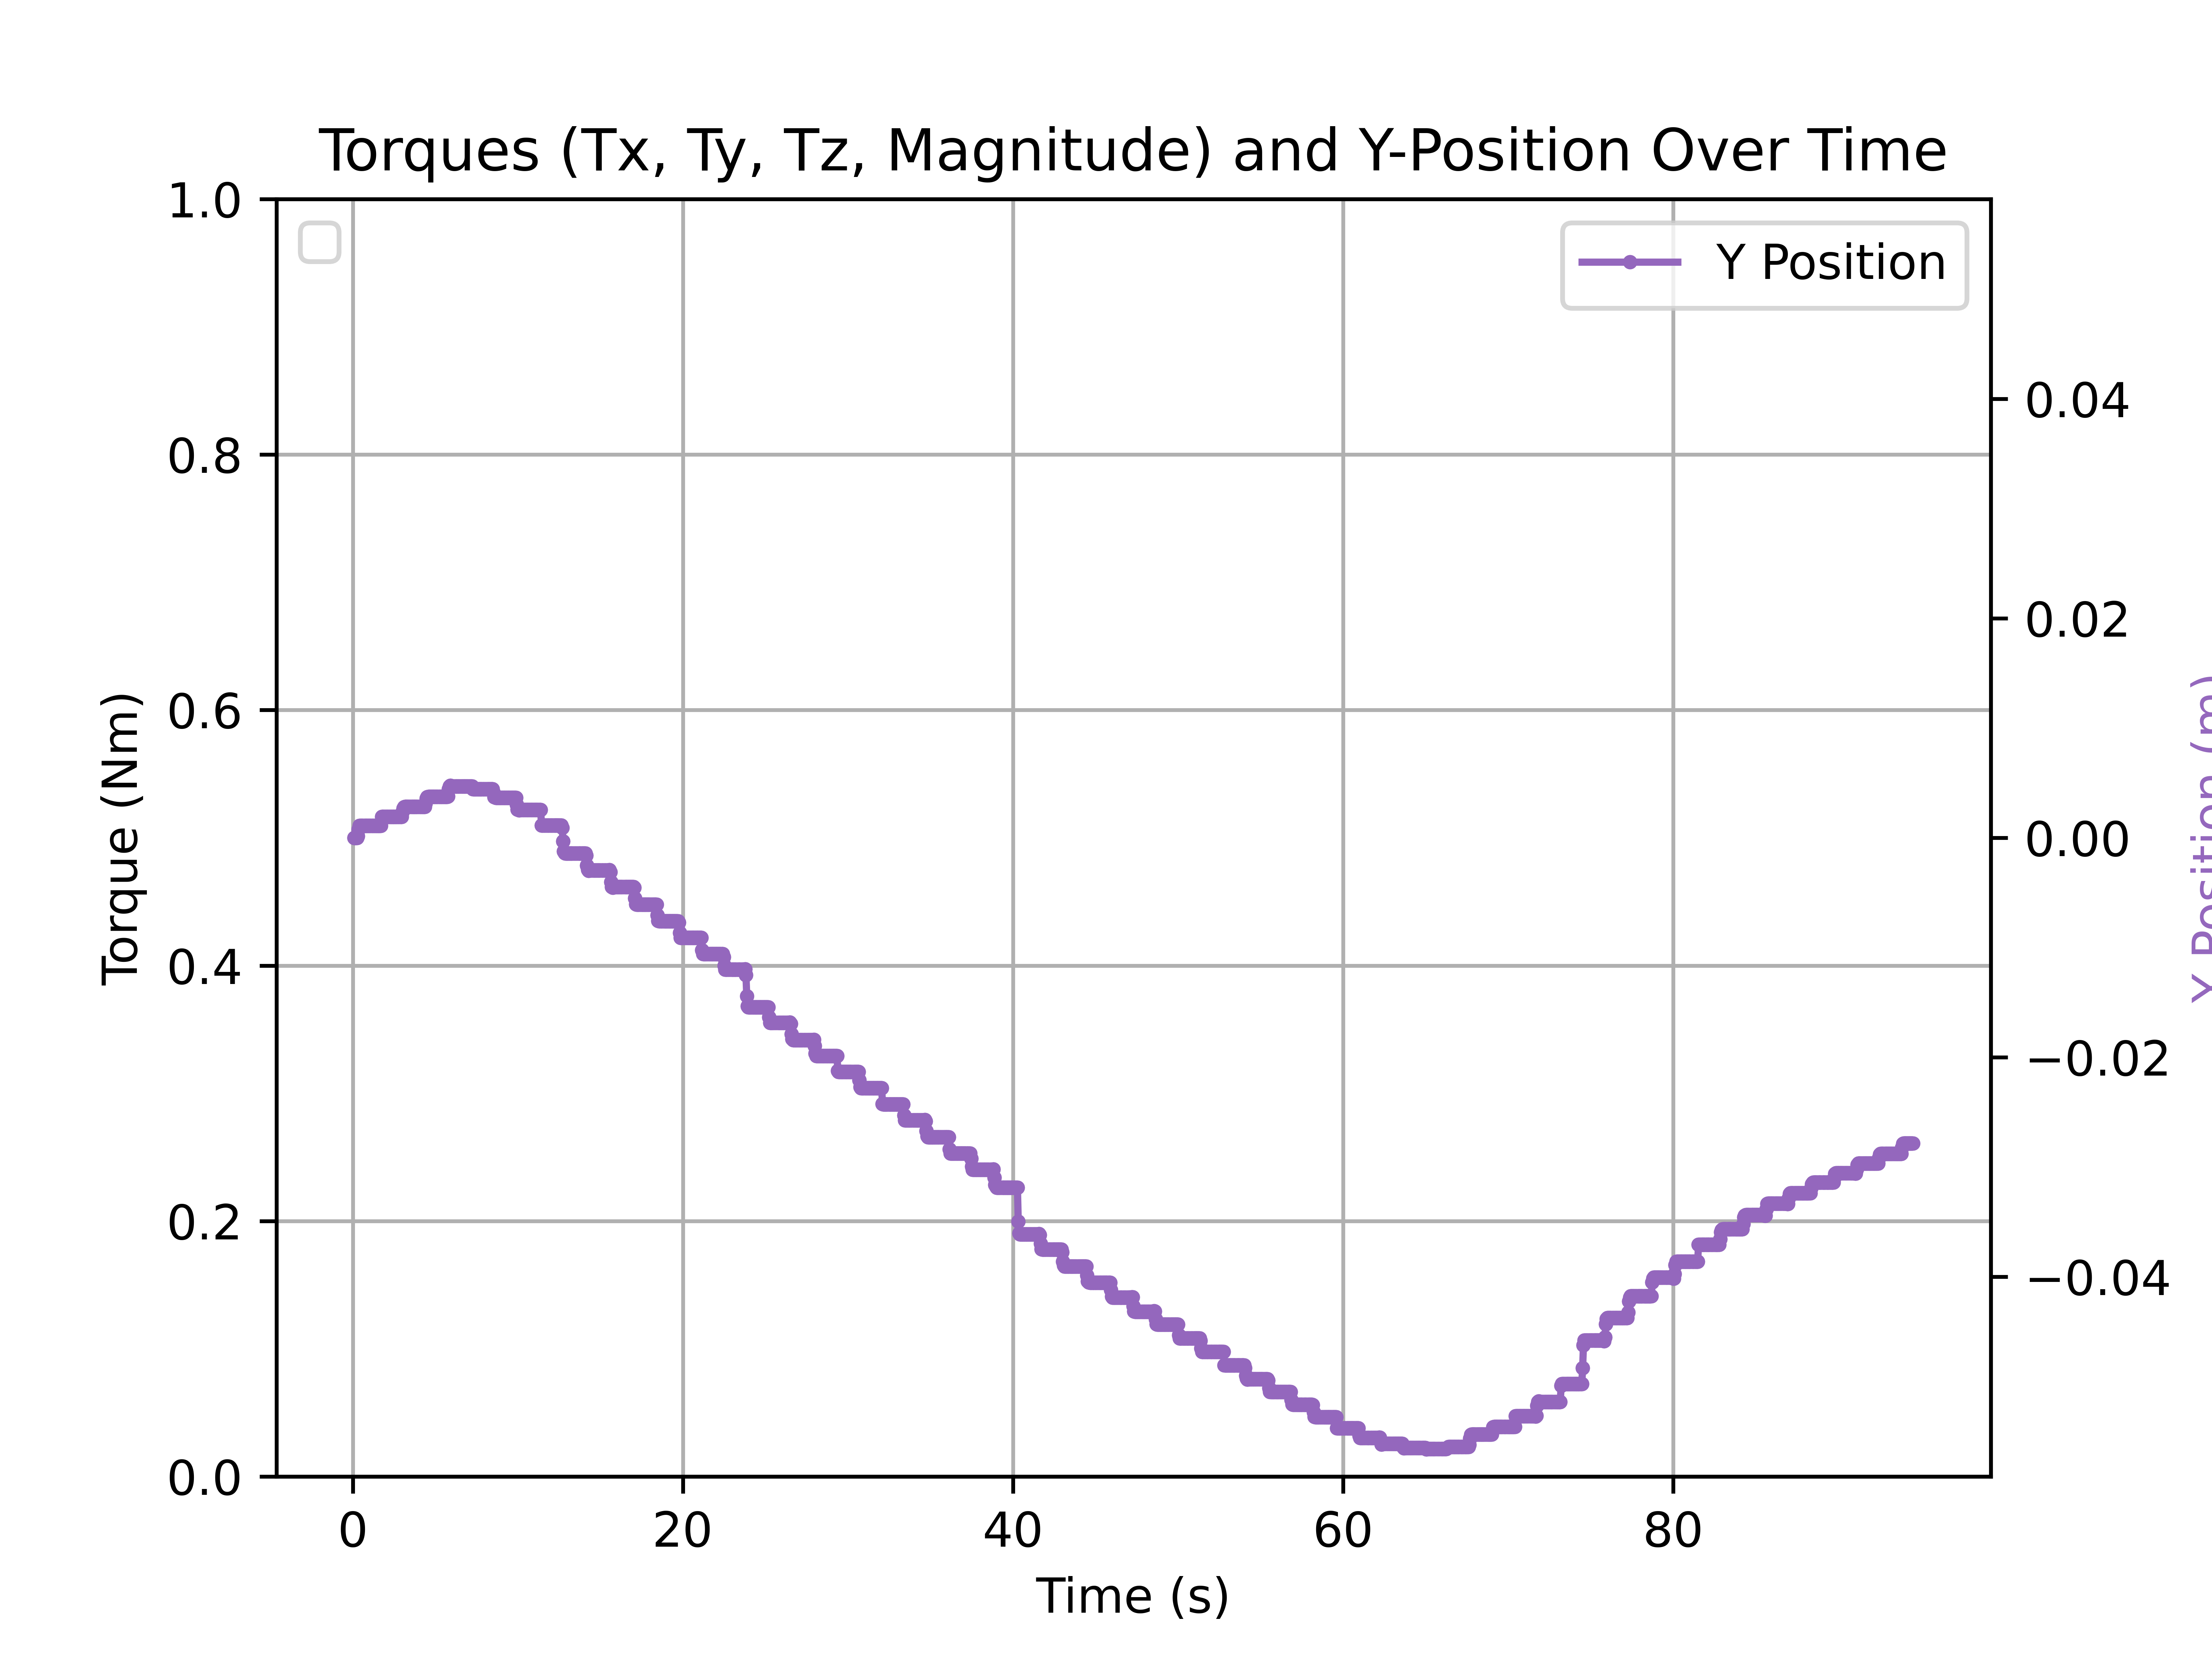 Torques (Tx, Ty, Tz, Magnitude) and Y-Position Over Time
1.0
0.8
0.6
0.4
0.2
0.0
Torque (Nm)
Y Position
0.04
0.02
0.00
−0.02
−0.04
Y Position (m)
0 20 40 60 80
Time (s)